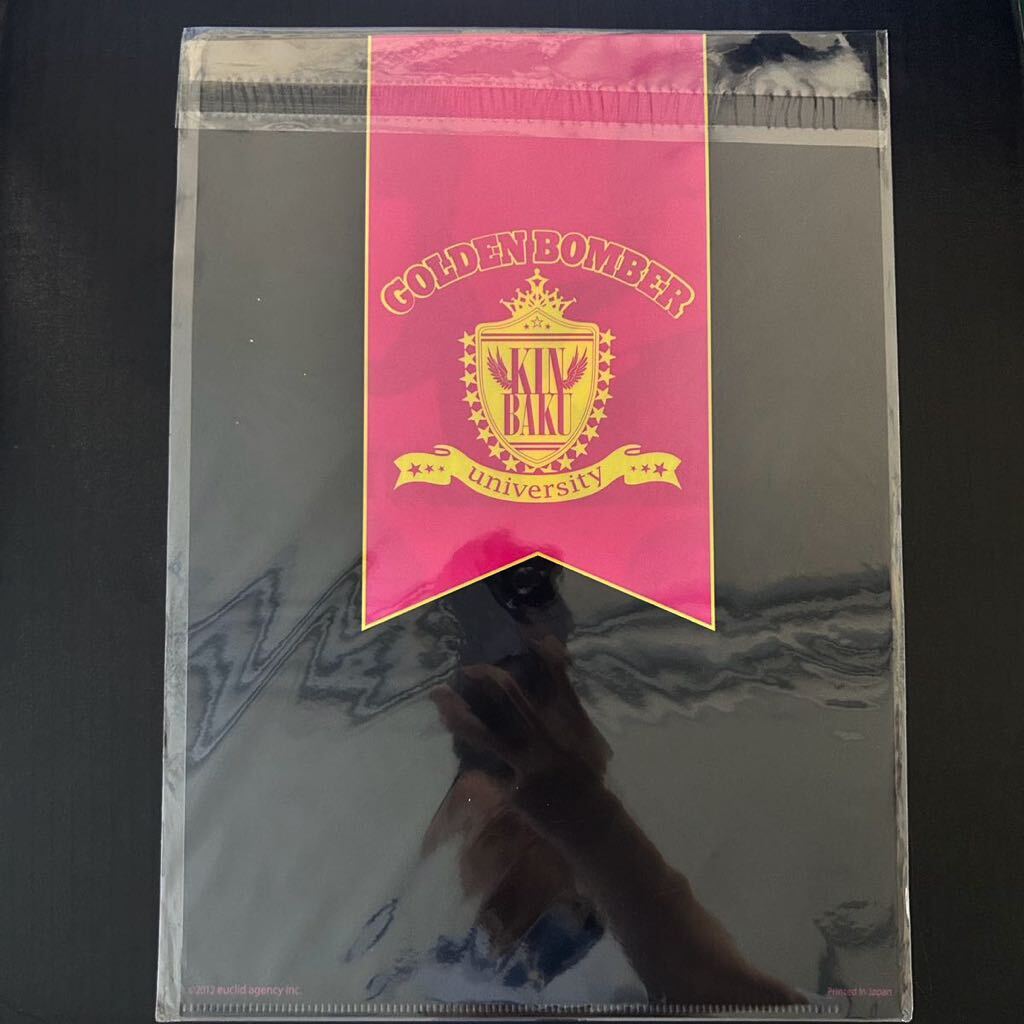 GOLDEN BOMBER
KIN
BAKU
university
©2012 euclid agency inc.
Printed In Japan